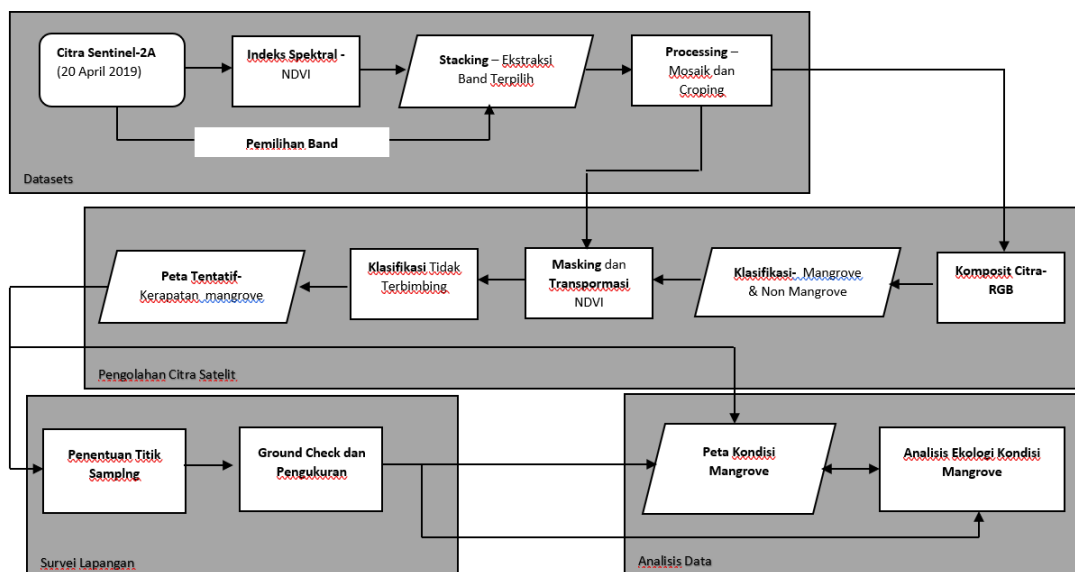 Citra Sentinel-2A
(20 April 2019)
Indeks Spektral -
NDVI
Stacking – Ekstraksi
Band Terpilih
Processing –
Mosaik dan
Croping
Pemilihan Band
Datasets
Peta Tentatif-
Kerapatan mangrove
Klasifikasi Tidak
Terbimbing
Masking dan
Transpormasi
NDVI
Klasifikasi- Mangrove
& Non Mangrove
Komposit Citra-
RGB
Pengolahan Citra Satelit
Penentuan Titik
Samplng
Ground Check dan
Pengukuran
Survei Lapangan
Peta Kondisi
Mangrove
Analisis Ekologi Kondisi
Mangrove
Analisis Data